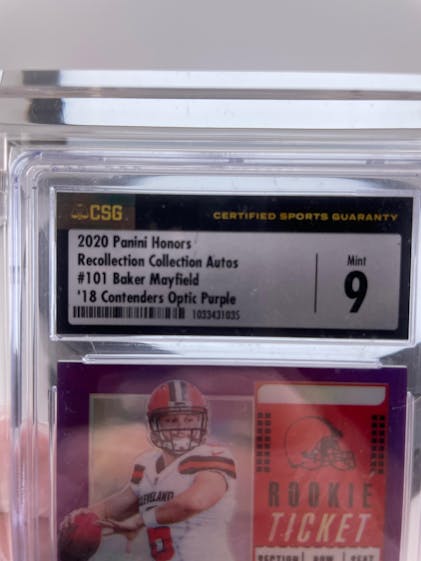 CSG CERTIFIED SPORTS GUARANTY
2020 Panini Honors
Recollection Collection Autos
#101 Baker Mayfield
'18 Contenders Optic Purple
1033431035
Mint
9
CLEVELAND
ROOKIE
TICKET
SECTION ROW SEAT